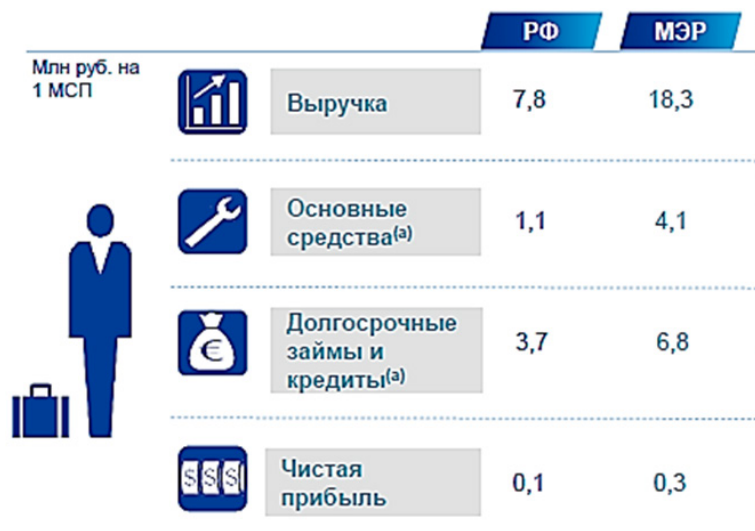 РФ МЭР
Млн руб. на
1 МСП
Выручка 7,8 18,3
Основные
средства(а) 1,1 4,1
Долгосрочные
займы и
кредиты(а) 3,7 6,8
Чистая
прибыль 0,1 0,3
€
$ $ $